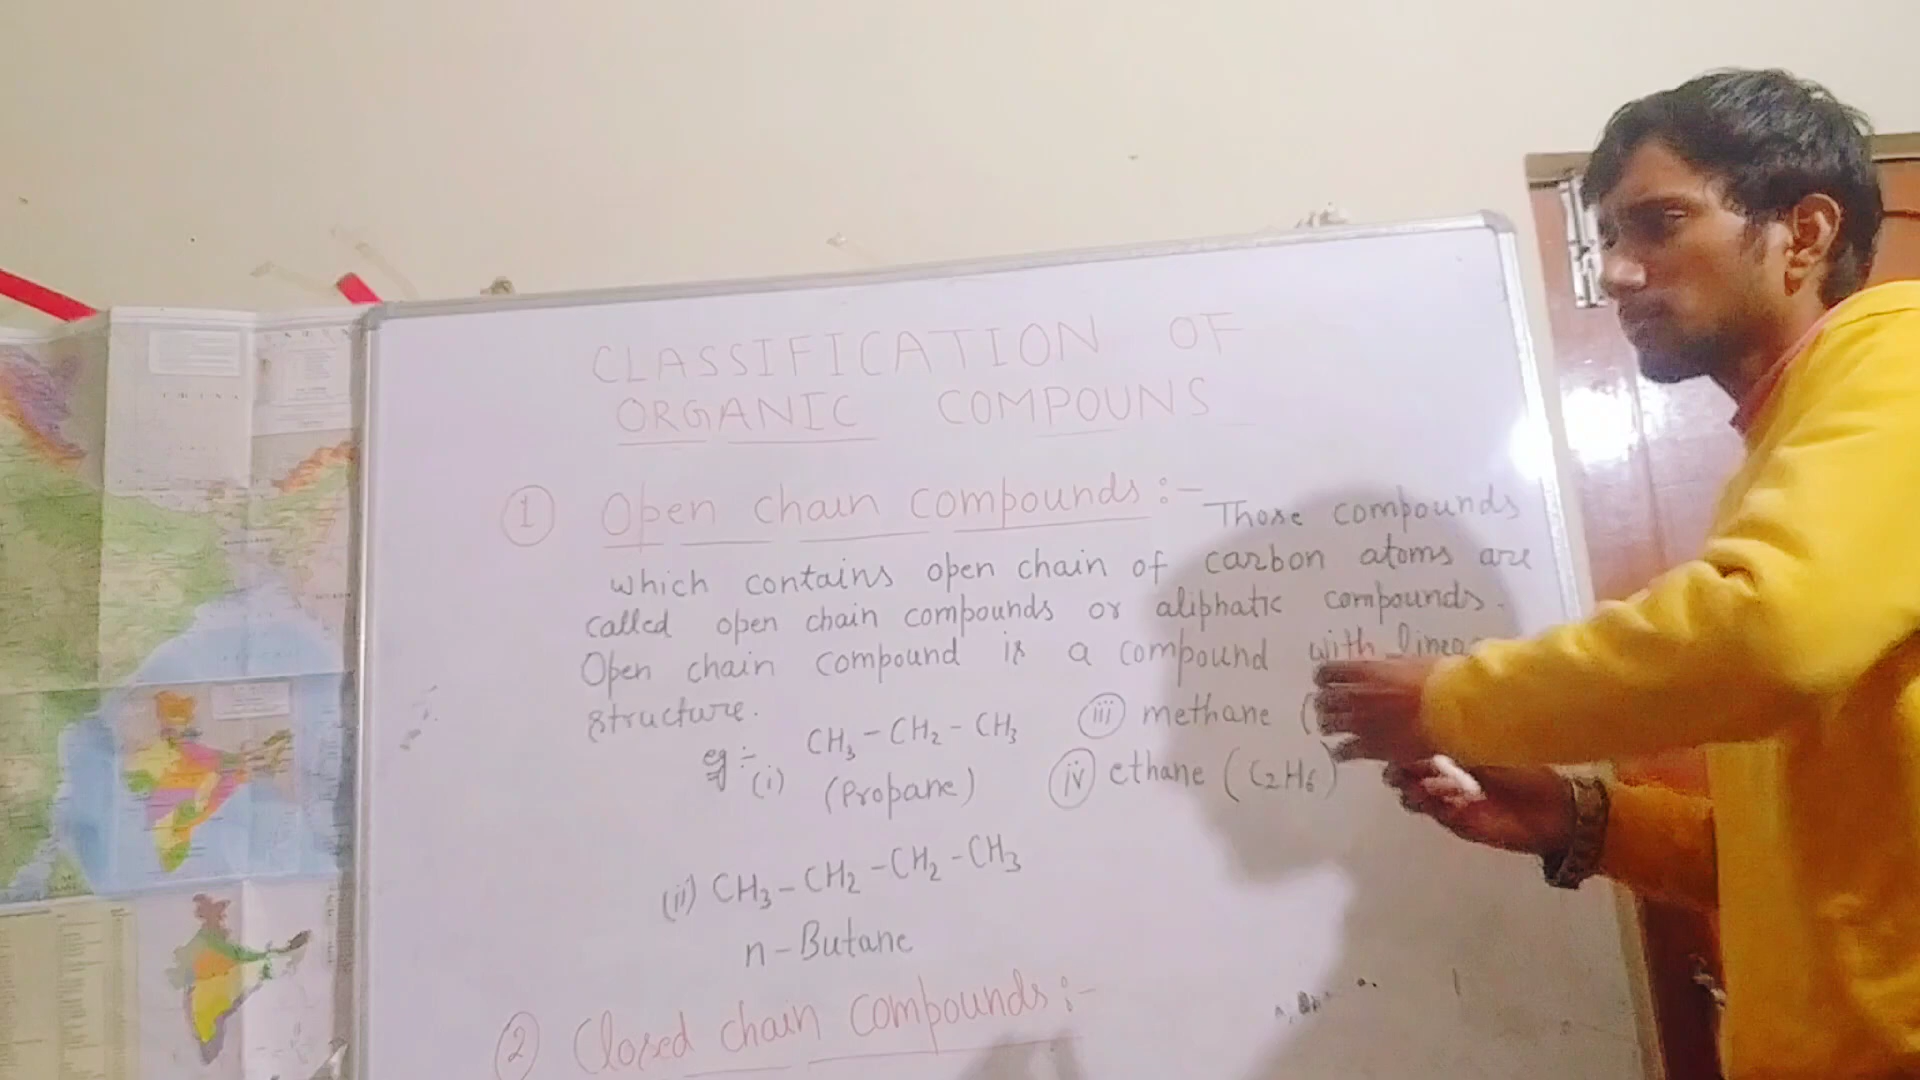 CLASSIFICATION OF
ORGANIC COMPOUNS
① Open chain compounds :- Those compounds
which contains open chain of carbon atoms are
called open chain compounds or aliphatic compounds.
Open chain compound is a compound with
structure.
eg :- (i) CH₃ - CH₂ - CH₃
(Propane)
(iii) methane (
(iv) ethane (C₂H₆)
(ii) CH₃ - CH₂ - CH₂ - CH₃
n-Butane
② Closed chain compounds :-